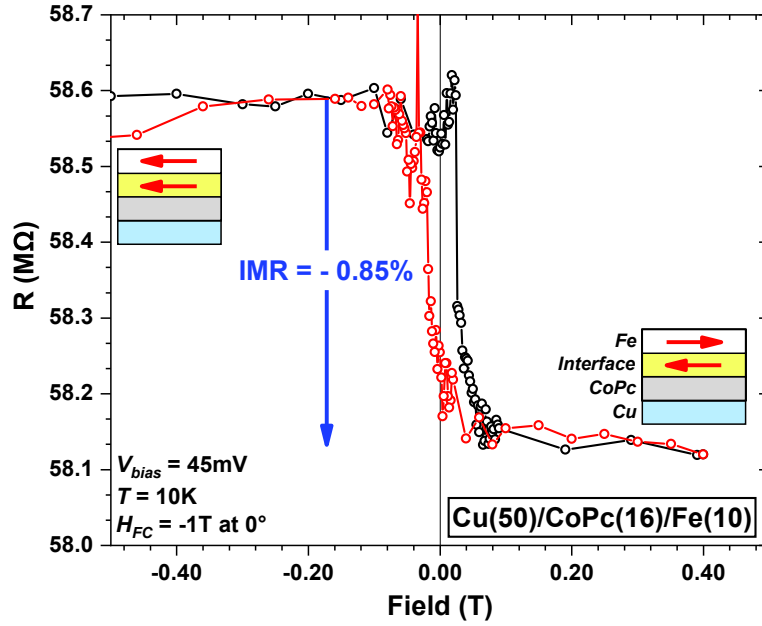 58.7
58.6
58.5
58.4
58.3
58.2
58.1
58.0
R (MΩ)
IMR = - 0.85%
Fe
Interface
CoPc
Cu
V_bias = 45mV
T = 10K
H_FC = -1T at 0°
Cu(50)/CoPc(16)/Fe(10)
-0.40 -0.20 0.00 0.20 0.40
Field (T)